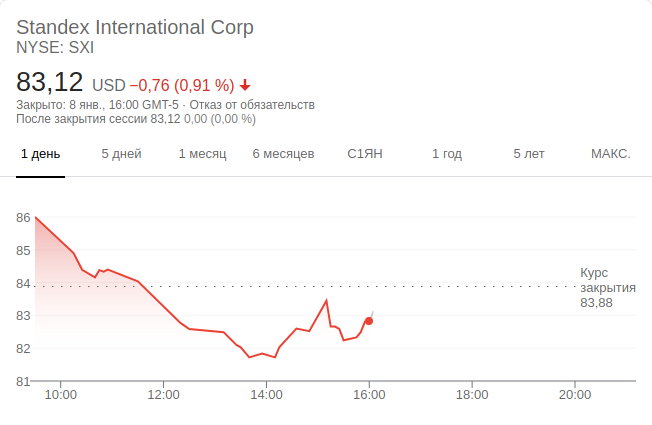 Standex International Corp
NYSE: SXI
83,12 USD −0,76 (0,91 %)
Закрыто: 8 янв., 16:00 GMT-5 · Отказ от обязательств
После закрытия сессии 83,12 0,00 (0,00 %)
1 день 5 дней 1 месяц 6 месяцев С1ЯН 1 год 5 лет МАКС.
86
85
84
83
82
81
Курс
закрытия
83,88
10:00 12:00 14:00 16:00 18:00 20:00